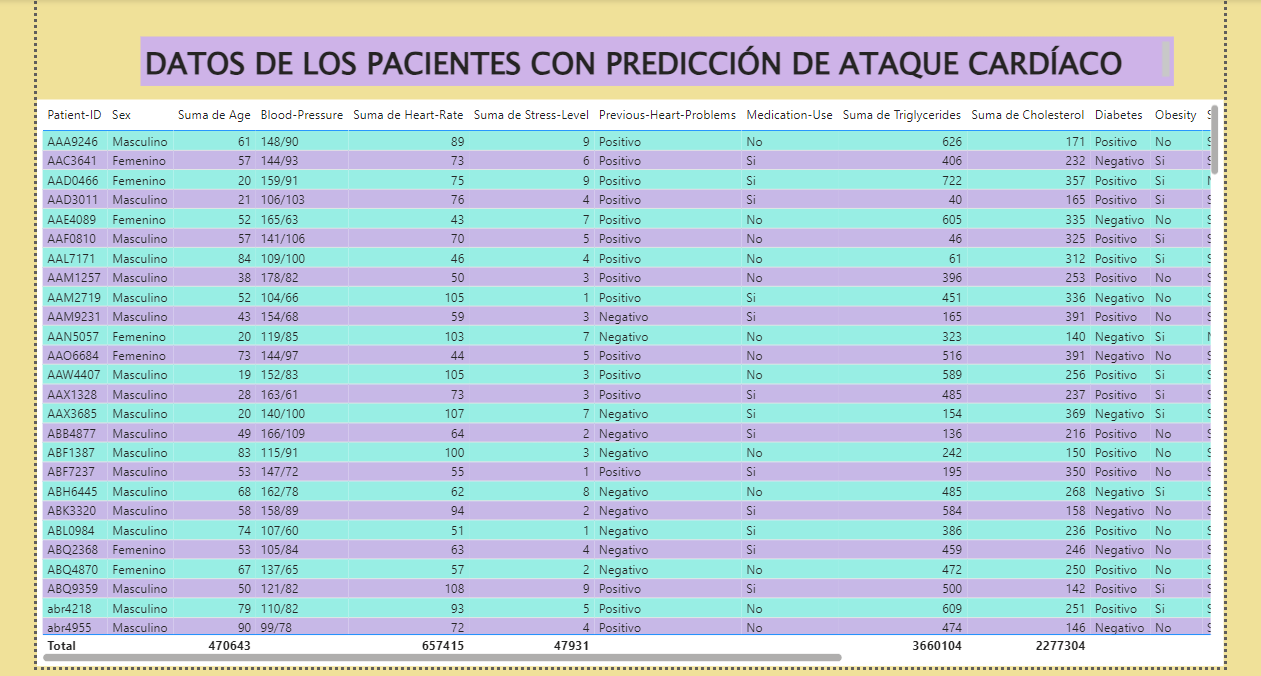 DATOS DE LOS PACIENTES CON PREDICCIÓN DE ATAQUE CARDÍACO
Patient-ID Sex Suma de Age Blood-Pressure Suma de Heart-Rate Suma de Stress-Level Previous-Heart-Problems Medication-Use Suma de Triglycerides Suma de Cholesterol Diabetes Obesity
AAA9246 Masculino 61 148/90 89 9 Positivo No 626 171 Positivo No
AAC3641 Femenino 57 144/93 73 6 Positivo Si 406 232 Negativo Si
AAD0466 Femenino 20 159/91 75 9 Positivo Si 722 357 Positivo Si
AAD3011 Masculino 21 106/103 76 4 Positivo Si 40 165 Positivo Si
AAE4089 Femenino 52 165/63 43 7 Positivo No 605 335 Negativo No
AAF0810 Masculino 57 141/106 70 5 Positivo No 46 325 Positivo Si
AAL7171 Masculino 84 109/100 46 4 Positivo No 61 312 Positivo Si
AAM1257 Masculino 38 178/82 50 3 Positivo No 396 253 Positivo No
AAM2719 Masculino 52 104/66 105 1 Positivo Si 451 336 Negativo No
AAM9231 Masculino 43 154/68 59 3 Negativo Si 165 391 Positivo No
AAN5057 Femenino 20 119/85 103 7 Negativo No 323 140 Negativo Si
AAO6684 Femenino 73 144/97 44 5 Positivo No 516 391 Negativo No
AAW4407 Masculino 19 152/83 105 3 Positivo No 589 256 Positivo Si
AAX1328 Masculino 28 163/61 73 3 Positivo Si 485 237 Positivo Si
AAX3685 Masculino 20 140/100 107 7 Negativo Si 154 369 Negativo Si
ABB4877 Masculino 49 166/109 64 2 Negativo Si 136 216 Positivo No
ABF1387 Masculino 83 115/91 100 3 Negativo No 242 150 Positivo No
ABF7237 Masculino 53 147/72 55 1 Positivo Si 195 350 Positivo No
ABH6445 Masculino 68 162/78 62 8 Negativo No 485 268 Negativo Si
ABK3320 Masculino 58 158/89 94 2 Negativo Si 584 158 Negativo No
ABL0984 Masculino 74 107/60 51 1 Negativo Si 386 236 Positivo No
ABQ2368 Femenino 53 105/84 63 4 Negativo Si 459 246 Negativo No
ABQ4870 Femenino 67 137/65 57 2 Negativo No 472 250 Positivo No
ABQ9359 Masculino 50 121/82 108 9 Positivo Si 500 142 Positivo Si
abr4218 Masculino 79 110/82 93 5 Positivo No 609 251 Positivo Si
abr4955 Masculino 90 99/78 72 4 Positivo No 474 146 Negativo No
Total 470643 657415 47931 3660104 2277304